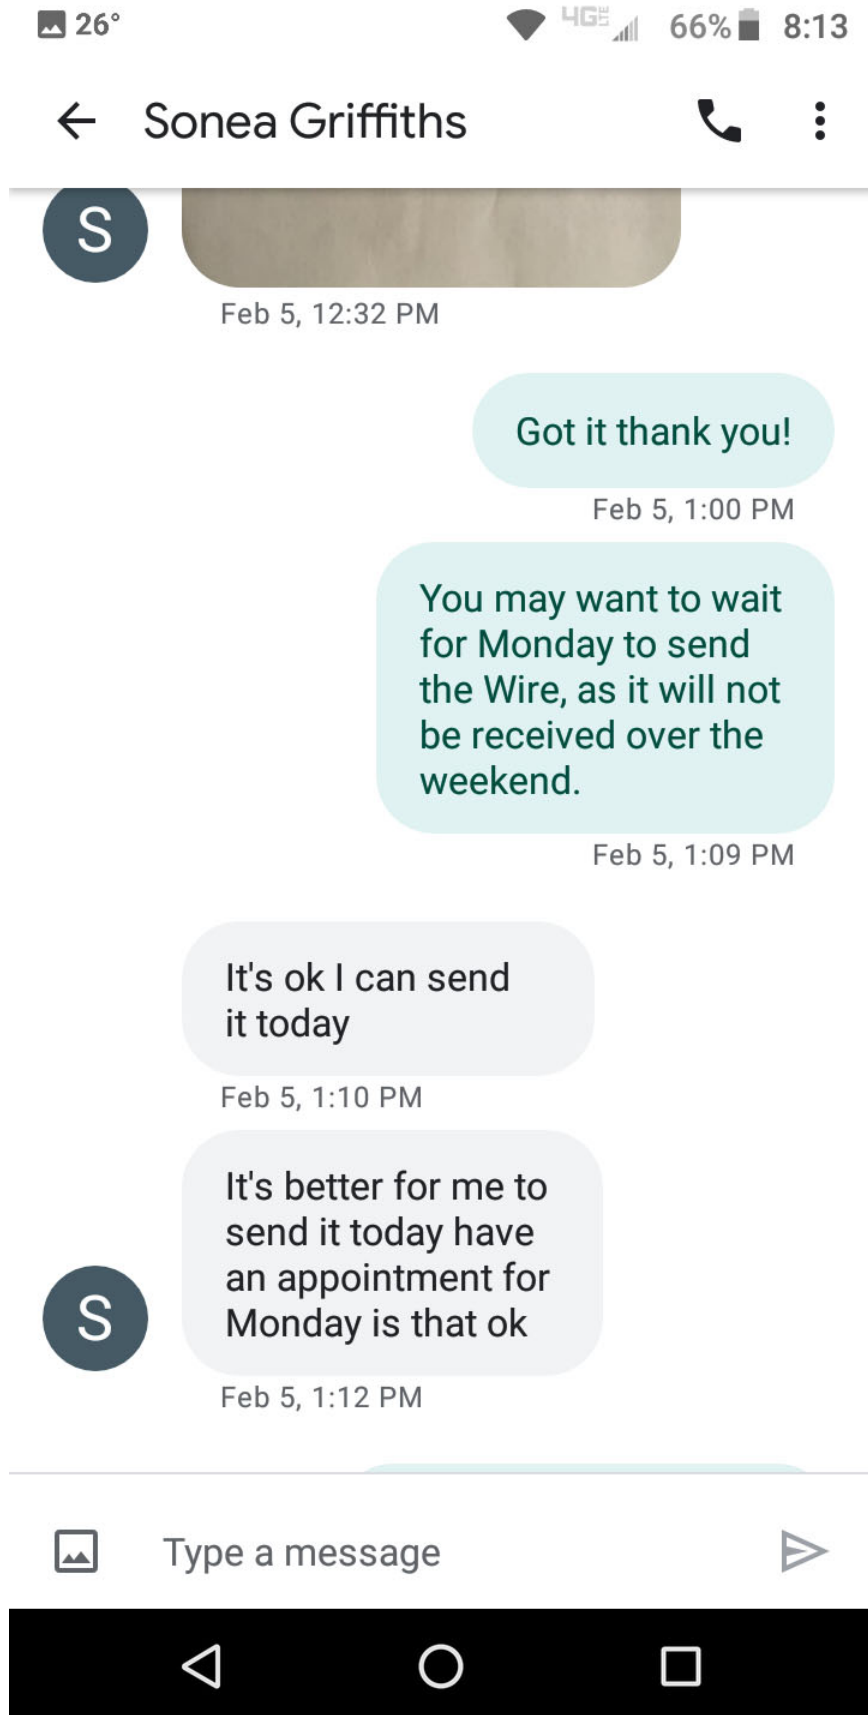 26°
4G LTE 66% 8:13
Sonea Griffiths
S
Feb 5, 12:32 PM
Got it thank you!
Feb 5, 1:00 PM
You may want to wait
for Monday to send
the Wire, as it will not
be received over the
weekend.
Feb 5, 1:09 PM
It's ok I can send
it today
Feb 5, 1:10 PM
It's better for me to
send it today have
an appointment for
Monday is that ok
S
Feb 5, 1:12 PM
Type a message